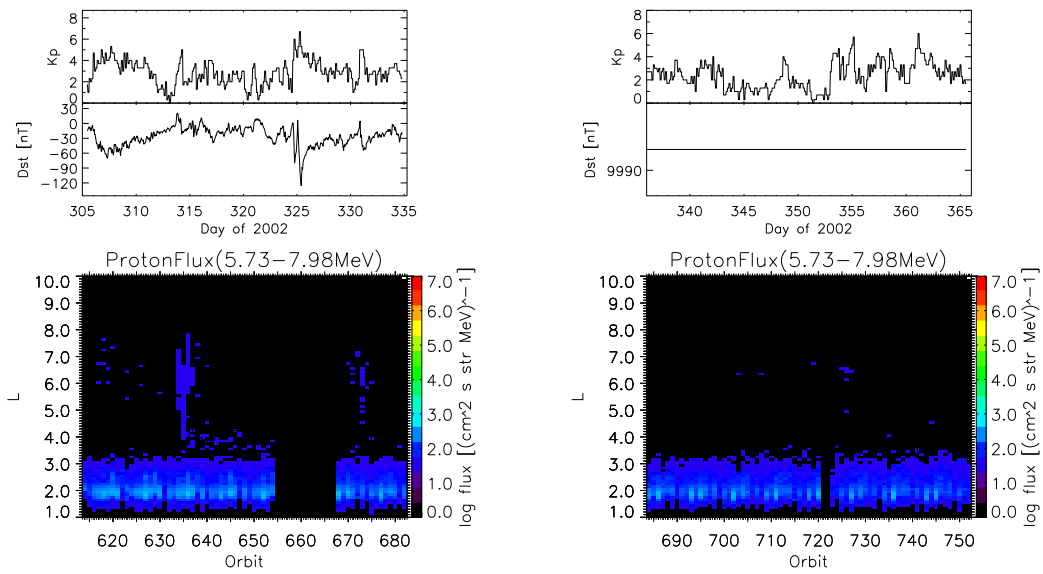 8
6
4
2
0
Kp
30
0
−30
−60
−90
−120
Dst [nT]
305 310 315 320 325 330 335
Day of 2002
ProtonFlux(5.73−7.98MeV)
10.0
9.0
8.0
7.0
6.0
5.0
4.0
3.0
2.0
1.0
L
620 630 640 650 660 670 680
Orbit
7.0
6.0
5.0
4.0
3.0
2.0
1.0
0.0
log flux [(cm^2 s str MeV)^−1]
8
6
4
2
0
Kp
9990
Dst [nT]
340 345 350 355 360 365
Day of 2002
ProtonFlux(5.73−7.98MeV)
10.0
9.0
8.0
7.0
6.0
5.0
4.0
3.0
2.0
1.0
L
690 700 710 720 730 740 750
Orbit
7.0
6.0
5.0
4.0
3.0
2.0
1.0
0.0
log flux [(cm^2 s str MeV)^−1]